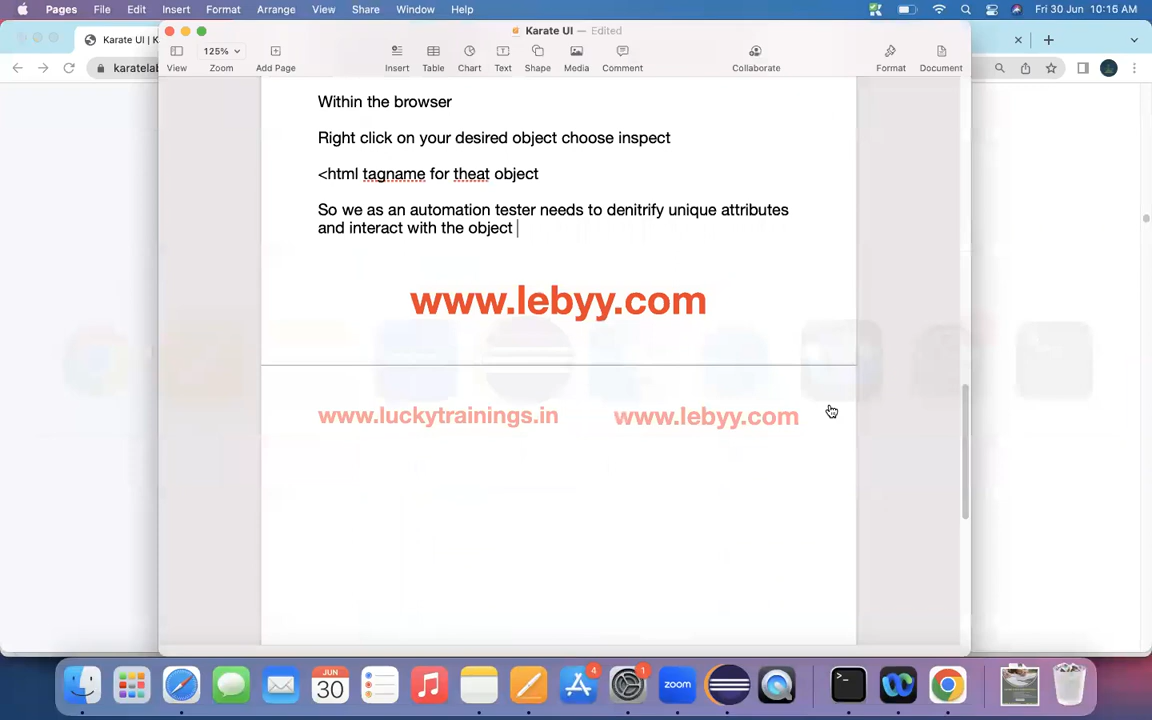 Pages File Edit Insert Format Arrange View Share Window Help Fri 30 Jun 10:16 AM
Karate UI | K
Karate UI — Edited
125%
View Zoom Add Page Insert Table Chart Text Shape Media Comment Collaborate Format Document
karatelab
Within the browser
Right click on your desired object choose inspect
<html tagname for theat object
So we as an automation tester needs to denitrify unique attributes
and interact with the object
www.lebyy.com
www.luckytrainings.in www.lebyy.com
JUN
30
4
1
zoom